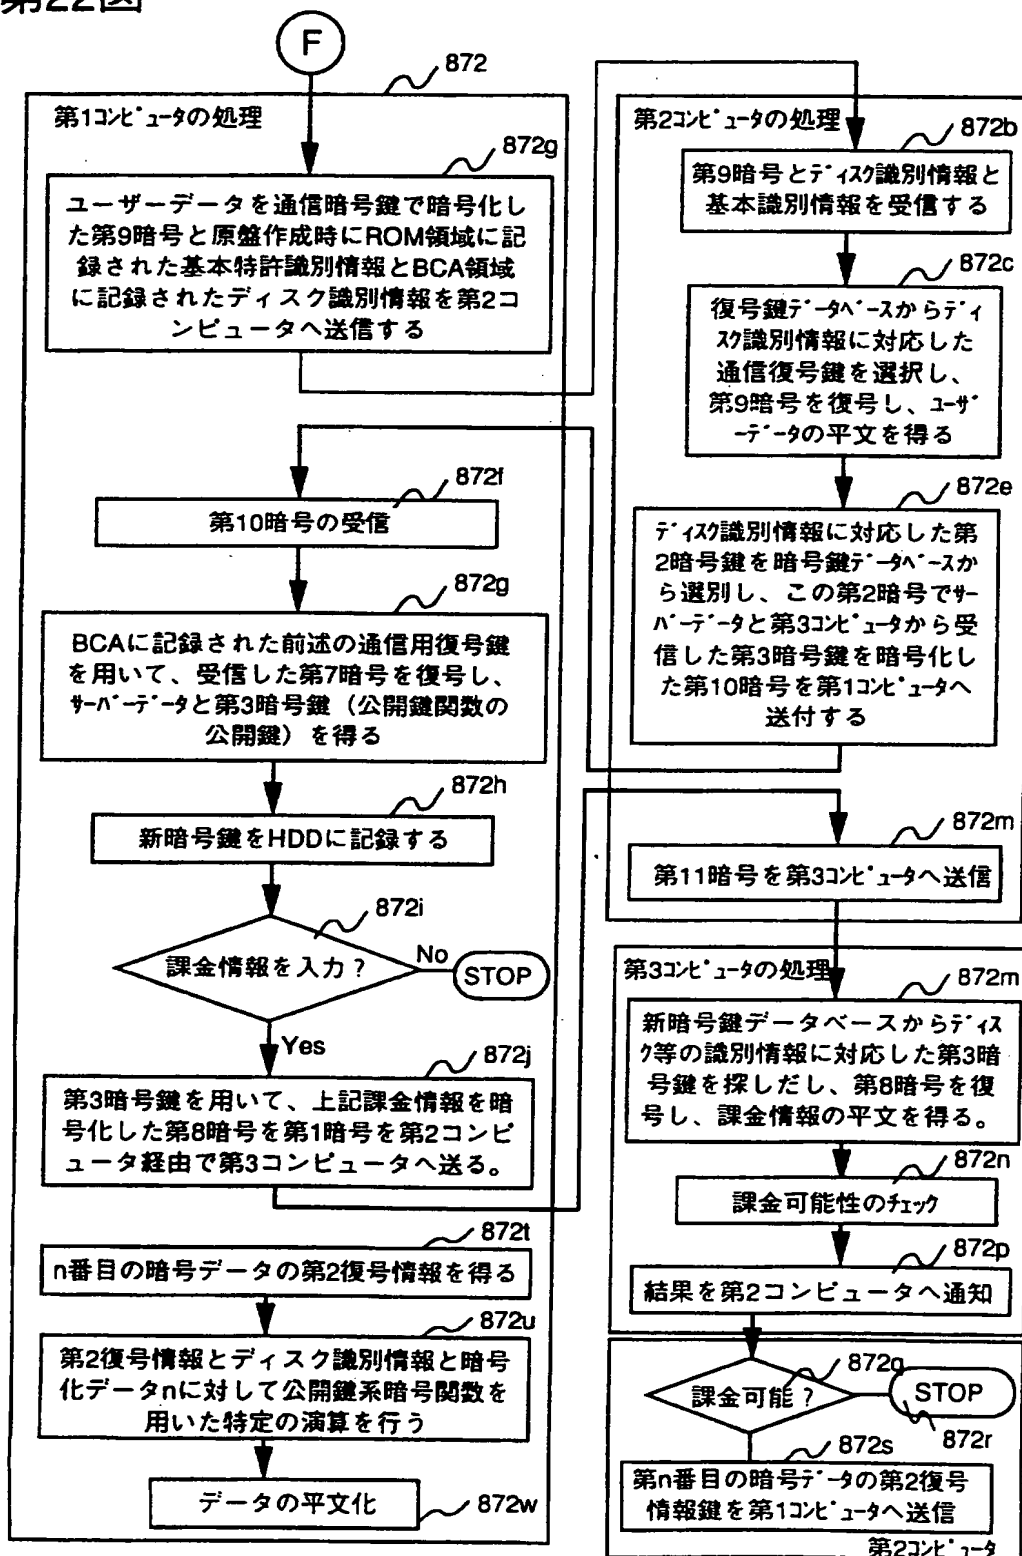 第22図
F
872
第1コンピュータの処理
872g
ユーザーデータを通信暗号鍵で暗号化し
た第9暗号と原盤作成時にROM領域に記
録された基本特許識別情報とBCA領域
に記録されたディスク識別情報を第2コ
ンピュータへ送信する
872f
第10暗号の受信
872g
BCAに記録された前述の通信用復号鍵
を用いて、受信した第7暗号を復号し、
サーバーデータと第3暗号鍵（公開鍵関数の
公開鍵）を得る
872h
新暗号鍵をHDDに記録する
872i
課金情報を入力？
No
STOP
Yes
872j
第3暗号鍵を用いて、上記課金情報を暗
号化した第8暗号を第1暗号を第2コンピ
ュータ経由で第3コンピュータへ送る。
872t
n番目の暗号データの第2復号情報を得る
872u
第2復号情報とディスク識別情報と暗号
化データnに対して公開鍵系暗号関数を
用いた特定の演算を行う
データの平文化
872w
第2コンピュータの処理
872b
第9暗号とディスク識別情報と
基本識別情報を受信する
872c
復号鍵データベースからディ
スク識別情報に対応した
通信復号鍵を選択し、
第9暗号を復号し、ユーザ
ーデータの平文を得る
872e
ディスク識別情報に対応した第
2暗号鍵を暗号鍵データベースか
ら選別し、この第2暗号でサー
バーデータと第3コンピュータから受
信した第3暗号鍵を暗号化し
た第10暗号を第1コンピュータへ
送付する
872m
第11暗号を第3コンピュータへ送信
第3コンピュータの処理
872m
新暗号鍵データベースからディス
ク等の識別情報に対応した第3暗
号鍵を探しだし、第8暗号を復
号し、課金情報の平文を得る。
872n
課金可能性のチェック
872p
結果を第2コンピュータへ通知
872q
課金可能？
STOP
872r
872s
第n番目の暗号データの第2復号
情報鍵を第1コンピュータへ送信
第2コンピュータ